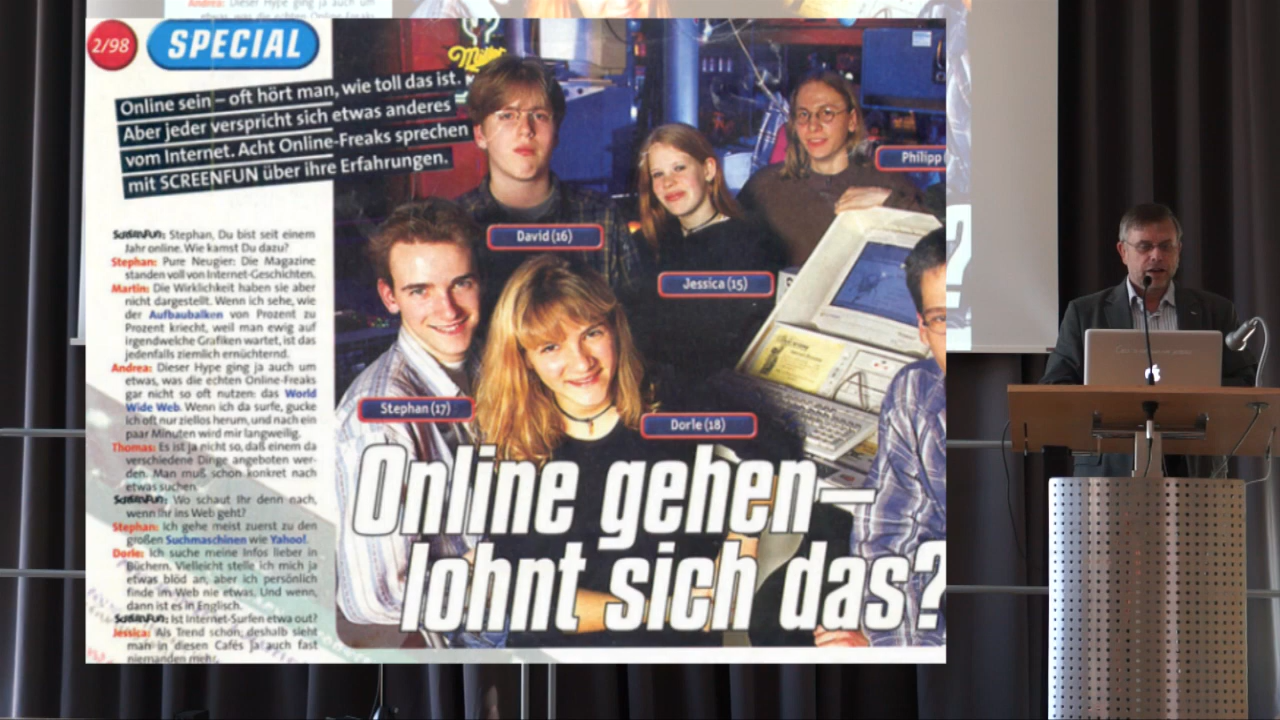 Andrea: Dieser Hype ging ja auch um
2/98
SPECIAL
Online sein – oft hört man, wie toll das ist.
Aber jeder verspricht sich etwas anderes
vom Internet. Acht Online-Freaks sprechen
mit SCREENFUN über ihre Erfahrungen.
ScreenFun: Stephan, Du bist seit einem
Jahr online. Wie kamst Du dazu?
Stephan: Pure Neugier: Die Magazine
standen voll von Internet-Geschichten.
Martin: Die Wirklichkeit haben sie aber
nicht dargestellt. Wenn ich sehe, wie
der Aufbaubalken von Prozent zu
Prozent kriecht, weil man ewig auf
irgendwelche Grafiken wartet, ist das
jedenfalls ziemlich ernüchternd.
Andrea: Dieser Hype ging ja auch um
etwas, was die echten Online-Freaks
gar nicht so oft nutzen: das World
Wide Web. Wenn ich da surfe, gucke
ich oft nur ziellos herum, und nach ein
paar Minuten wird mir langweilig.
Thomas: Es ist ja nicht so, daß einem da
verschiedene Dinge angeboten wer-
den. Man muß schon konkret nach
etwas suchen.
ScreenFun: Wo schaut Ihr denn nach,
wenn Ihr ins Web geht?
Stephan: Ich gehe meist zuerst zu den
großen Suchmaschinen wie Yahoo!.
Dorle: Ich suche meine Infos lieber in
Büchern. Vielleicht stelle ich mich ja
etwas blöd an, aber ich persönlich
finde im Web nie etwas. Und wenn,
dann ist es in Englisch.
ScreenFun: Ist Internet-Surfen etwa out?
Jessica: Als Trend schon; deshalb sieht
man in diesen Cafés ja auch fast
niemanden mehr.
Miller
David (16)
Jessica (15)
Philipp
Stephan (17)
Dorle (18)
Online gehen–
lohnt sich das?